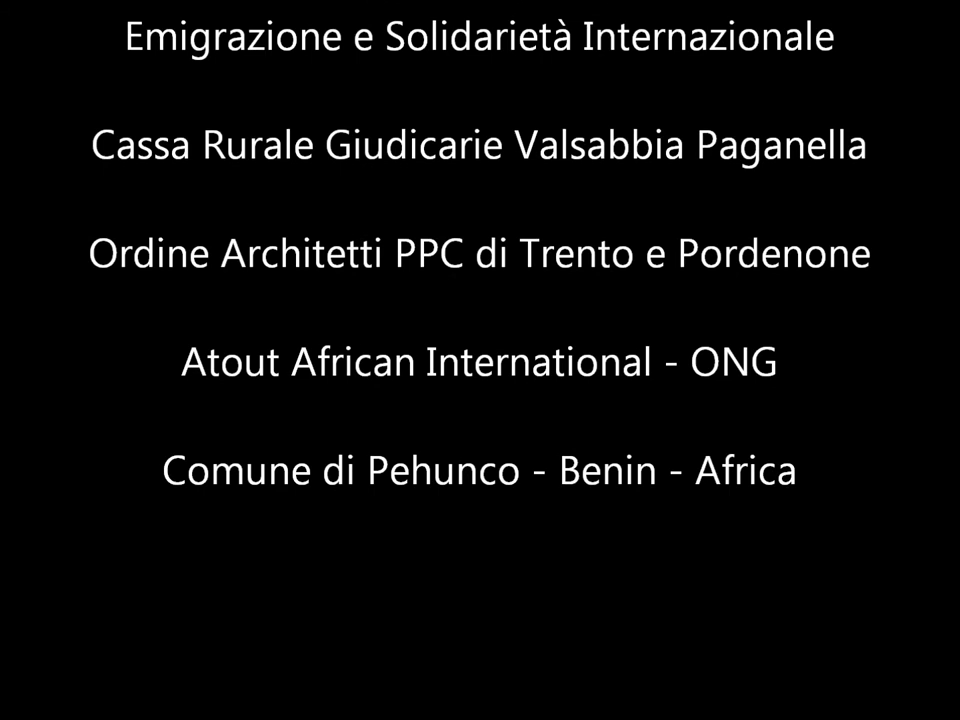 Emigrazione e Solidarietà Internazionale
Cassa Rurale Giudicarie Valsabbia Paganella
Ordine Architetti PPC di Trento e Pordenone
Atout African International - ONG
Comune di Pehunco - Benin - Africa